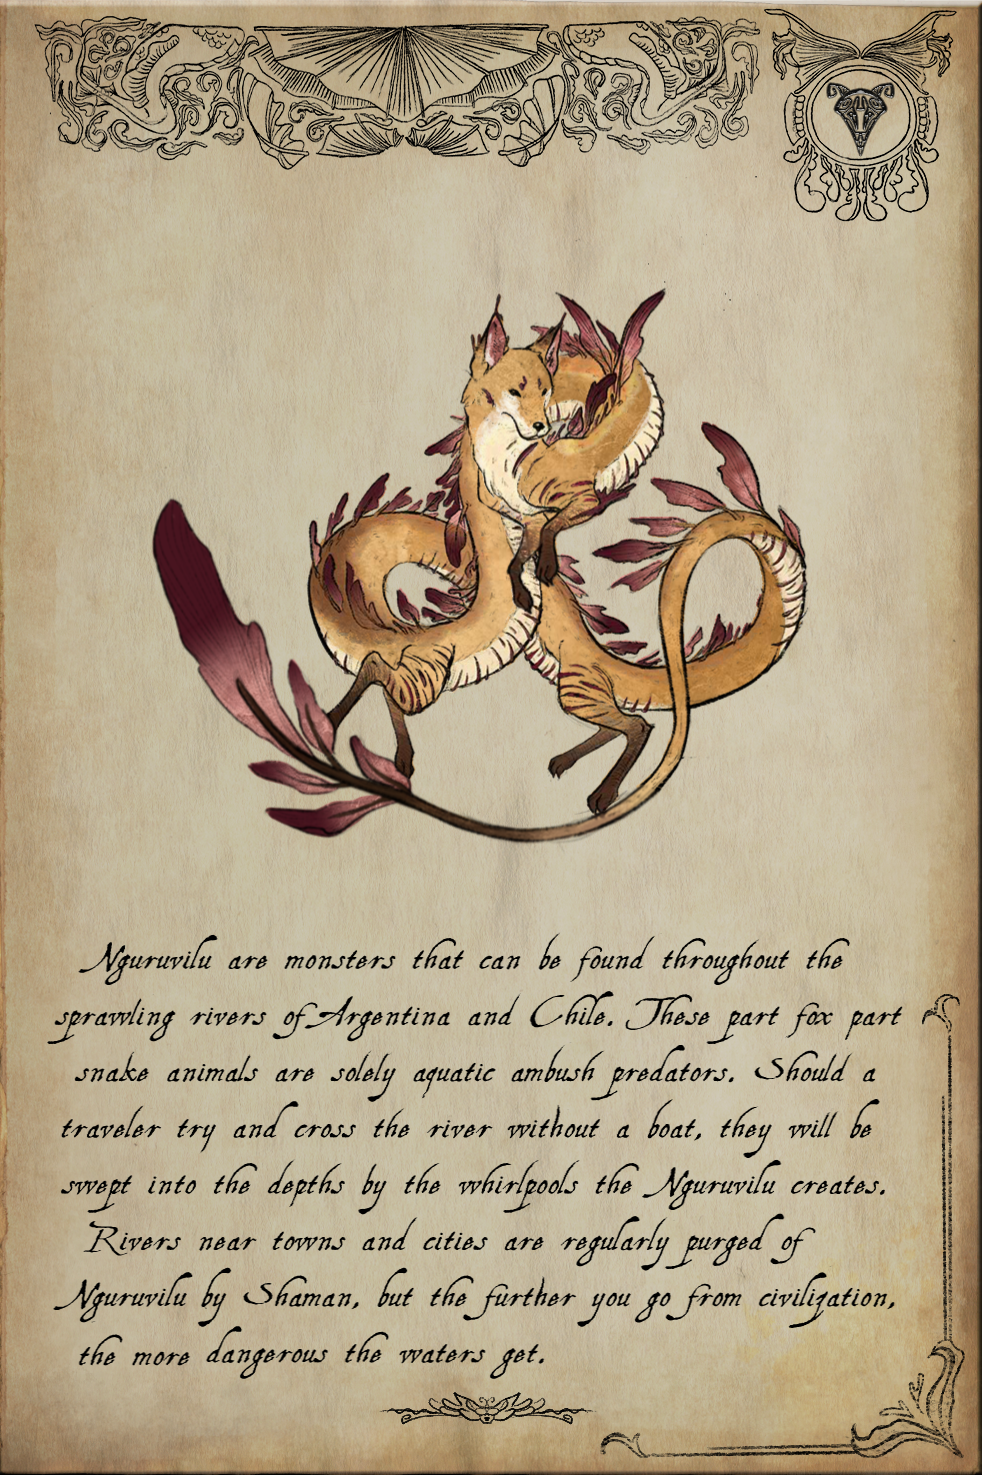 Nguruvilu are monsters that can be found throughout the
sprawling rivers of Argentina and Chile. These part fox part
snake animals are solely aquatic ambush predators. Should a
traveler try and cross the river without a boat, they will be
swept into the depths by the whirlpools the Nguruvilu creates.
Rivers near towns and cities are regularly purged of
Nguruvilu by Shaman, but the further you go from civilization,
the more dangerous the waters get.